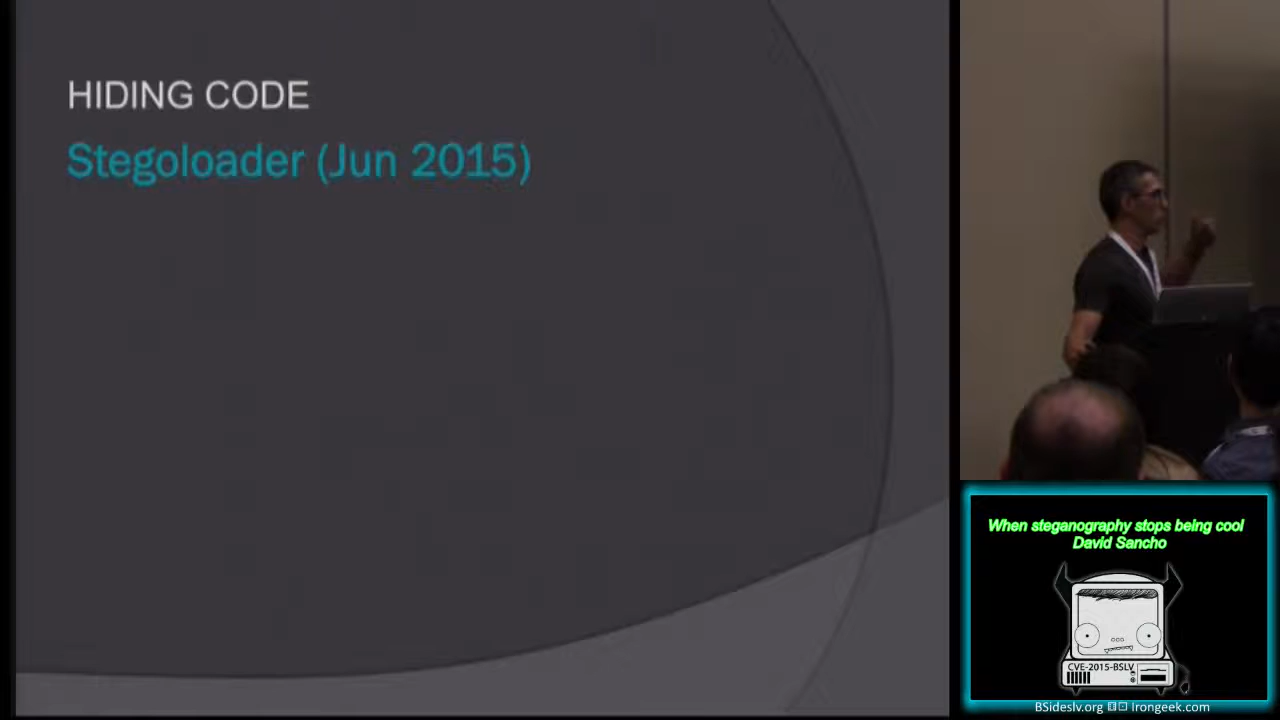 HIDING CODE
Stegoloader (Jun 2015)
When steganography stops being cool
David Sancho
CVE-2015-BSLV
BSideslv.org Irongeek.com